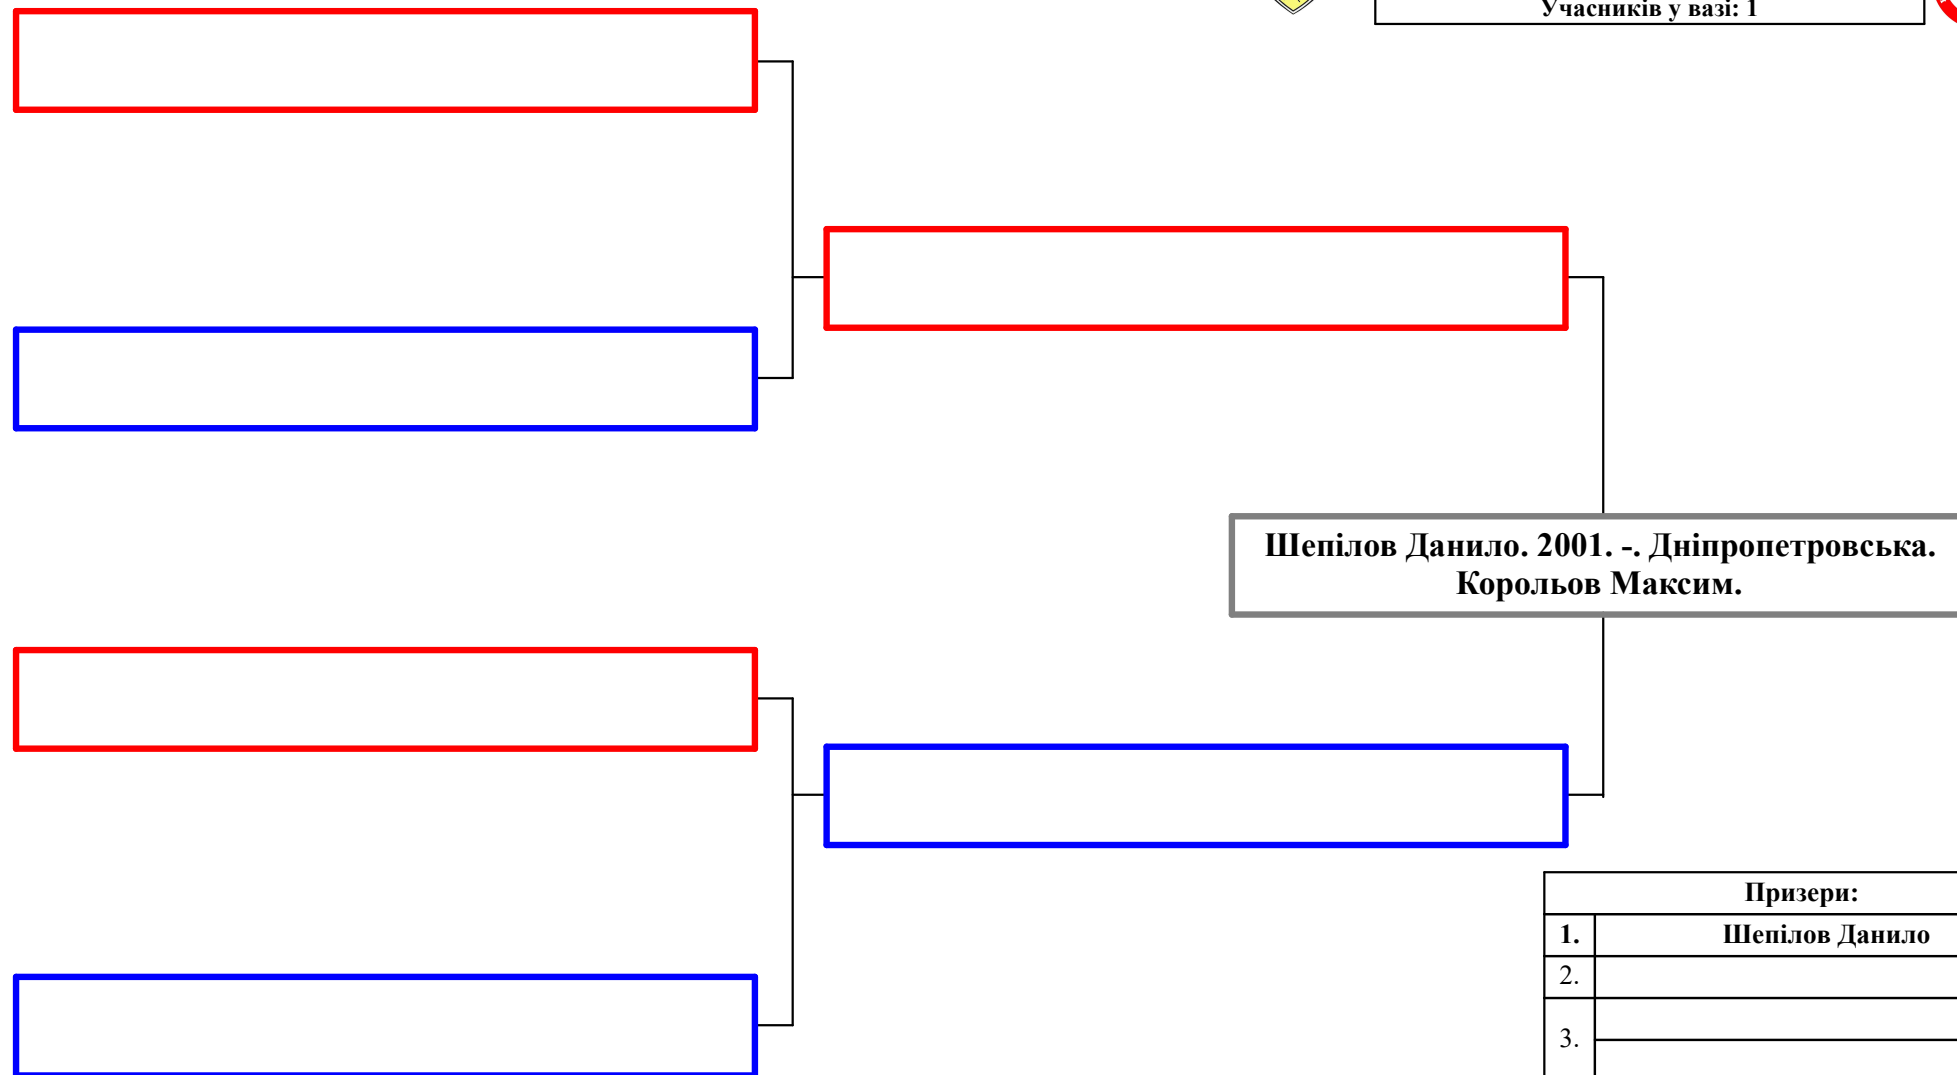 Учасників у вазі: 1
Шепілов Данило. 2001. -. Дніпропетровська.
Корольов Максим.
Призери:
1. Шепілов Данило
2.
3.